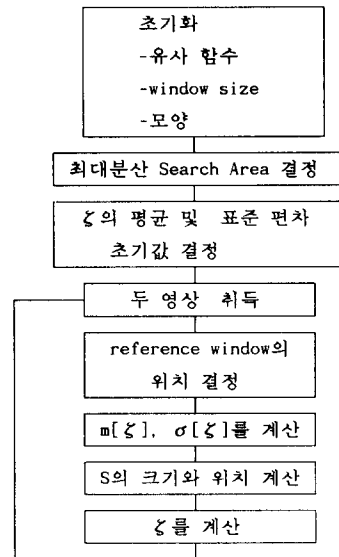 초기화
-유사 함수
-window size
-모양
최대분산 Search Area 결정
ζ의 평균 및 표준 편차
초기값 결정
두 영상 취득
reference window의
위치 결정
m[ζ], σ[ζ]를 계산
S의 크기와 위치 계산
ζ를 계산